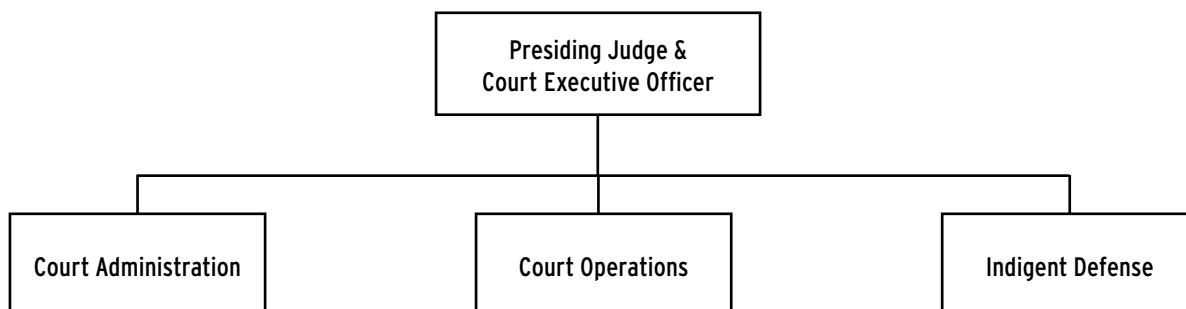 Presiding Judge &
Court Executive Officer
Court Administration
Court Operations
Indigent Defense